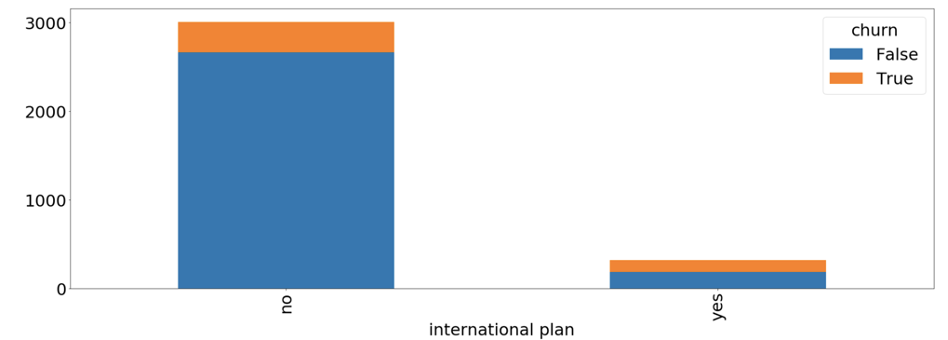 3000
2000
1000
0
churn
False
True
no
yes
international plan